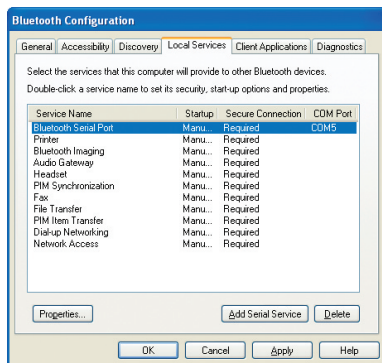 Bluetooth Configuration
General Accessibility Discovery Local Services Client Applications Diagnostics
Select the services that this computer will provide to other Bluetooth devices.
Double-click a service name to set its security, start-up options and properties.
Service Name Startup Secure Connection COM Port
Bluetooth Serial Port Manu... Required COM5
Printer Manu... Required
Bluetooth Imaging Manu... Required
Audio Gateway Manu... Required
Headset Manu... Required
PIM Synchronization Manu... Required
Fax Manu... Required
File Transfer Manu... Required
PIM Item Transfer Manu... Required
Dial-up Networking Manu... Required
Network Access Manu... Required
Properties... Add Serial Service Delete
OK Cancel Apply Help